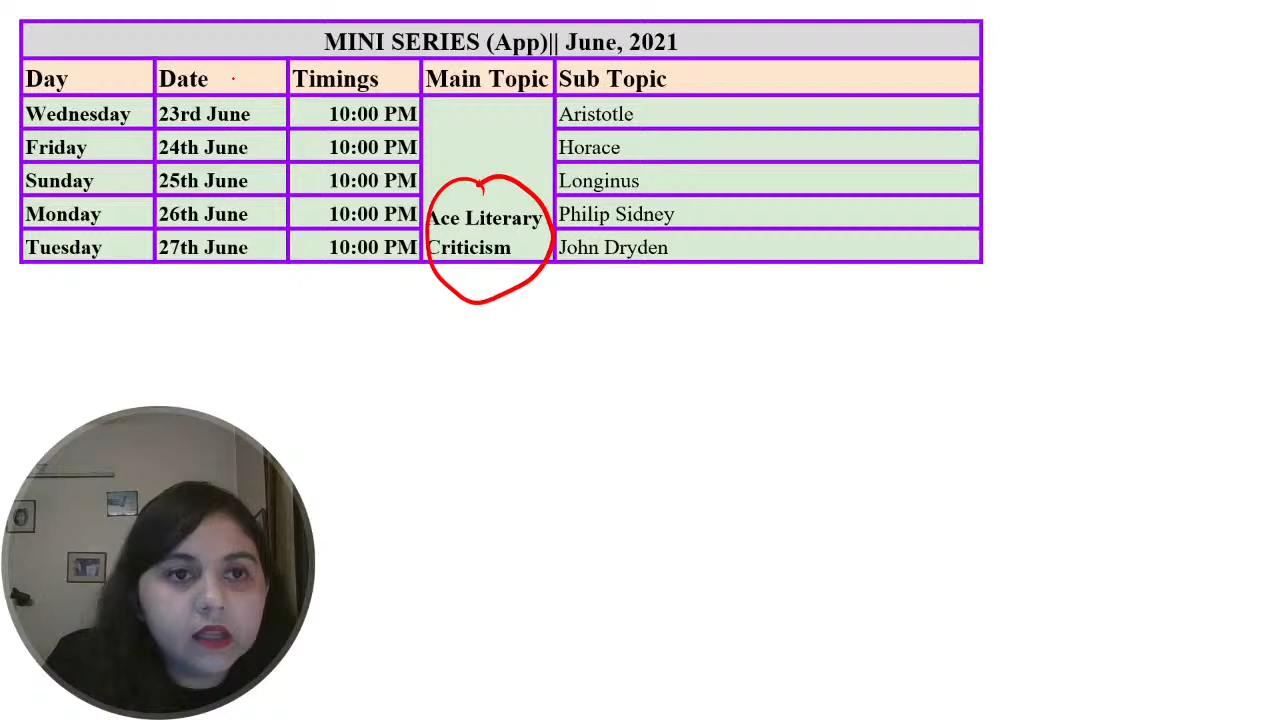 MINI SERIES (App)|| June, 2021
Day Date Timings Main Topic Sub Topic
Wednesday 23rd June 10:00 PM Aristotle
Friday 24th June 10:00 PM Horace
Sunday 25th June 10:00 PM Longinus
Monday 26th June 10:00 PM Ace Literary Philip Sidney
Tuesday 27th June 10:00 PM Criticism John Dryden